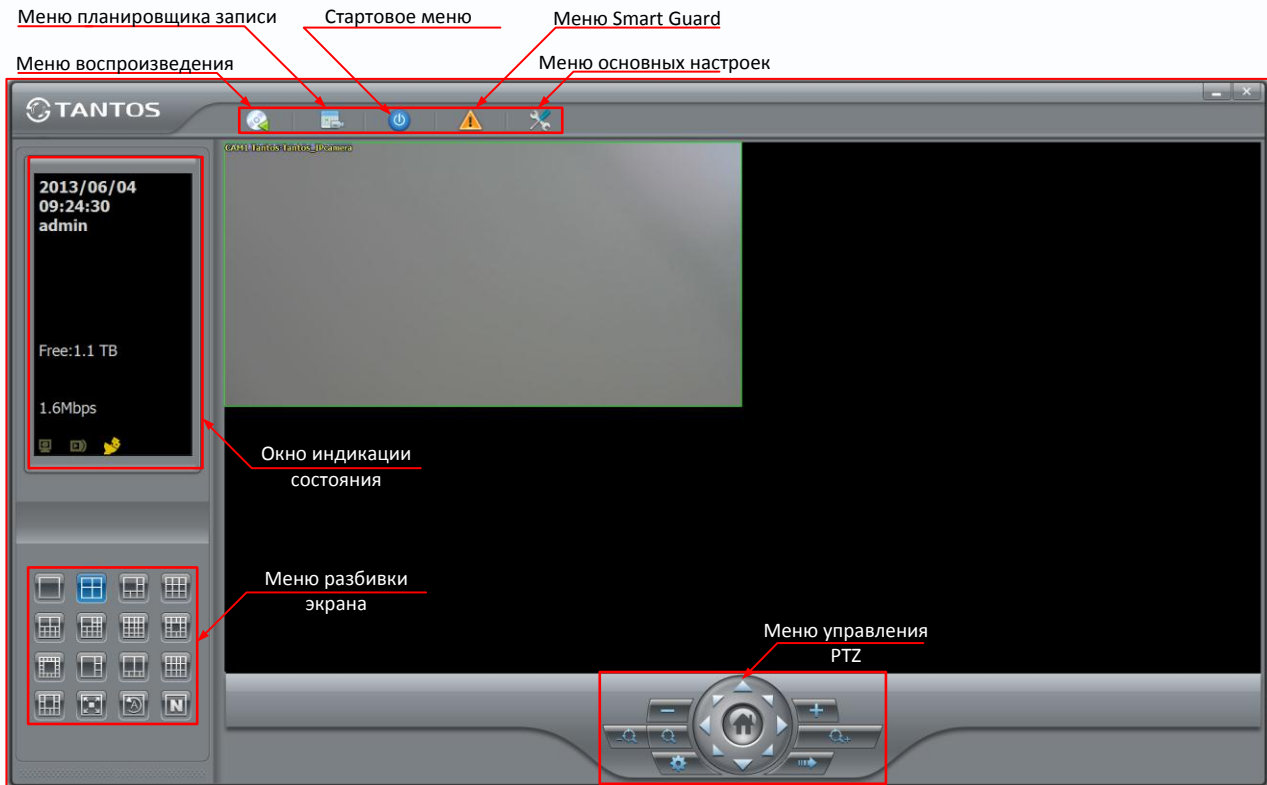 Меню планировщика записи
Стартовое меню
Меню Smart Guard
Меню воспроизведения
Меню основных настроек
TANTOS
CAM1 Tantos-Tantos_IPcamera
2013/06/04
09:24:30
admin
Free:1.1 TB
1.6Mbps
Окно индикации
состояния
Меню разбивки
экрана
Меню управления
PTZ
A
N